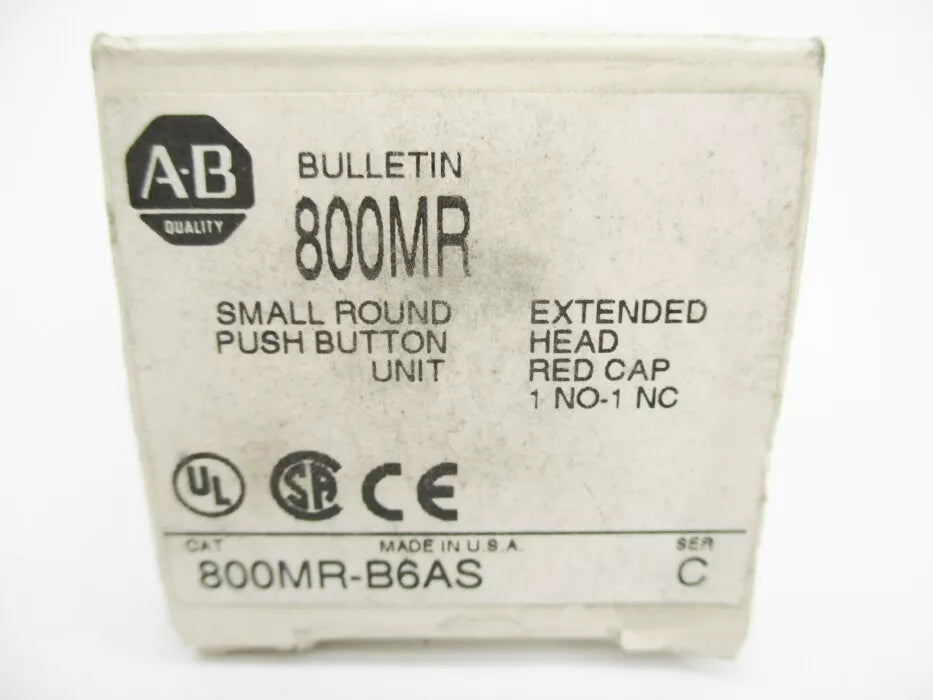 A-B
QUALITY
BULLETIN
800MR
SMALL ROUND
PUSH BUTTON
UNIT
EXTENDED
HEAD
RED CAP
1 NO-1 NC
UL
SA
CE
CAT
MADE IN U.S.A.
SER
800MR-B6AS
C